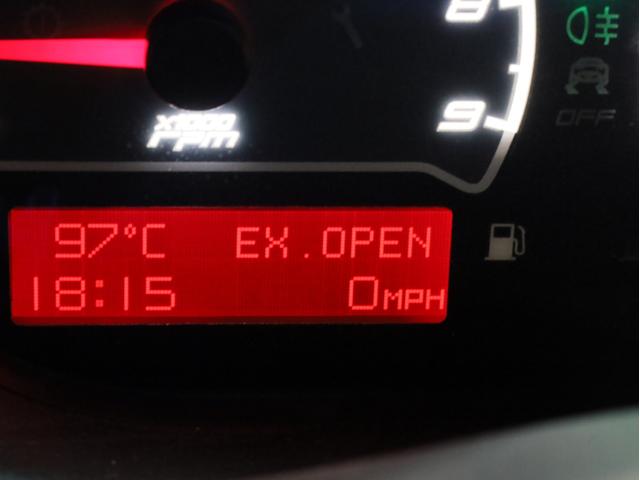 8
9
x1000
rpm
OFF
97°C EX.OPEN
18:15 0MPH